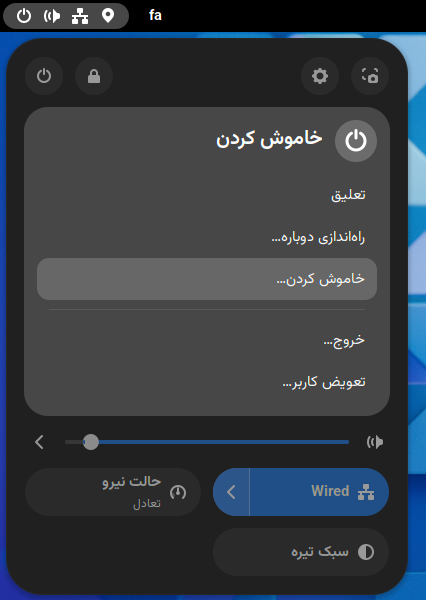 fa
خاموش کردن
تعلیق
راه‌اندازی دوباره…
خاموش کردن…
خروج…
تعویض کاربر…
Wired
حالت نیرو
تعادل
سبک تیره